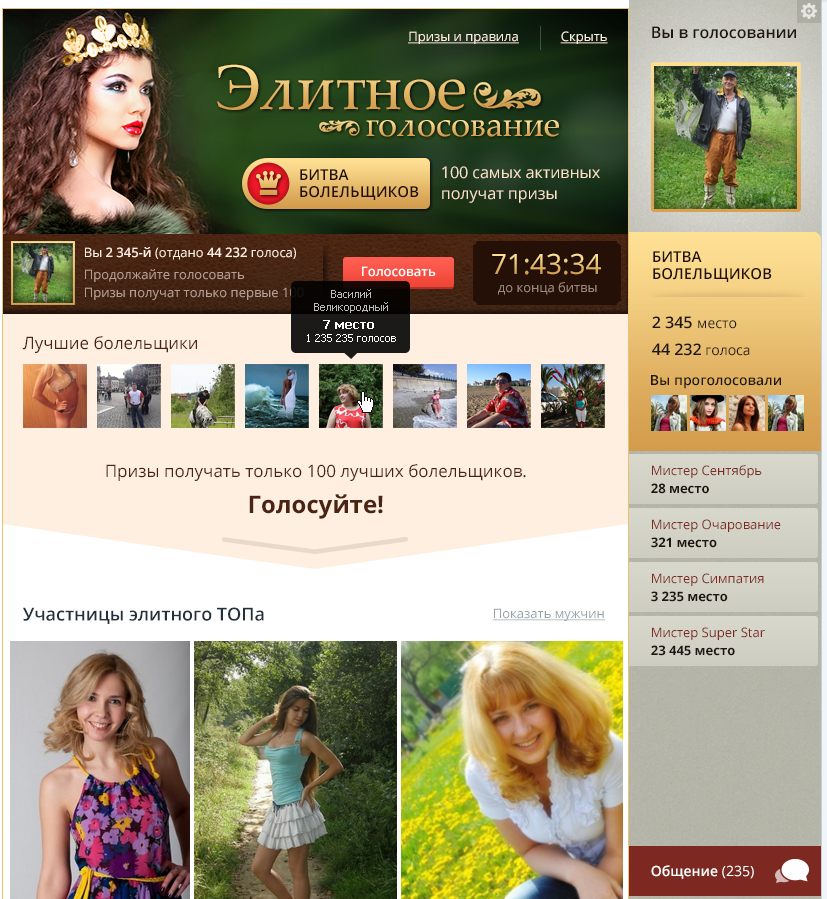 Призы и правила
Скрыть
Элитное
голосование
БИТВА
БОЛЕЛЬЩИКОВ
100 самых активных
получат призы
Вы 2 345-й (отдано 44 232 голоса)
Продолжайте голосовать
Призы получат только первые 100
Голосовать
71:43:34
до конца битвы
Василий
Великородный
7 место
1 235 235 голосов
Лучшие болельщики
Призы получать только 100 лучших болельщиков.
Голосуйте!
Участницы элитного ТОПа
Показать мужчин
Вы в голосовании
БИТВА
БОЛЕЛЬЩИКОВ
2 345 место
44 232 голоса
Вы проголосовали
Мистер Сентябрь
28 место
Мистер Очарование
321 место
Мистер Симпатия
3 235 место
Мистер Super Star
23 445 место
Общение (235)